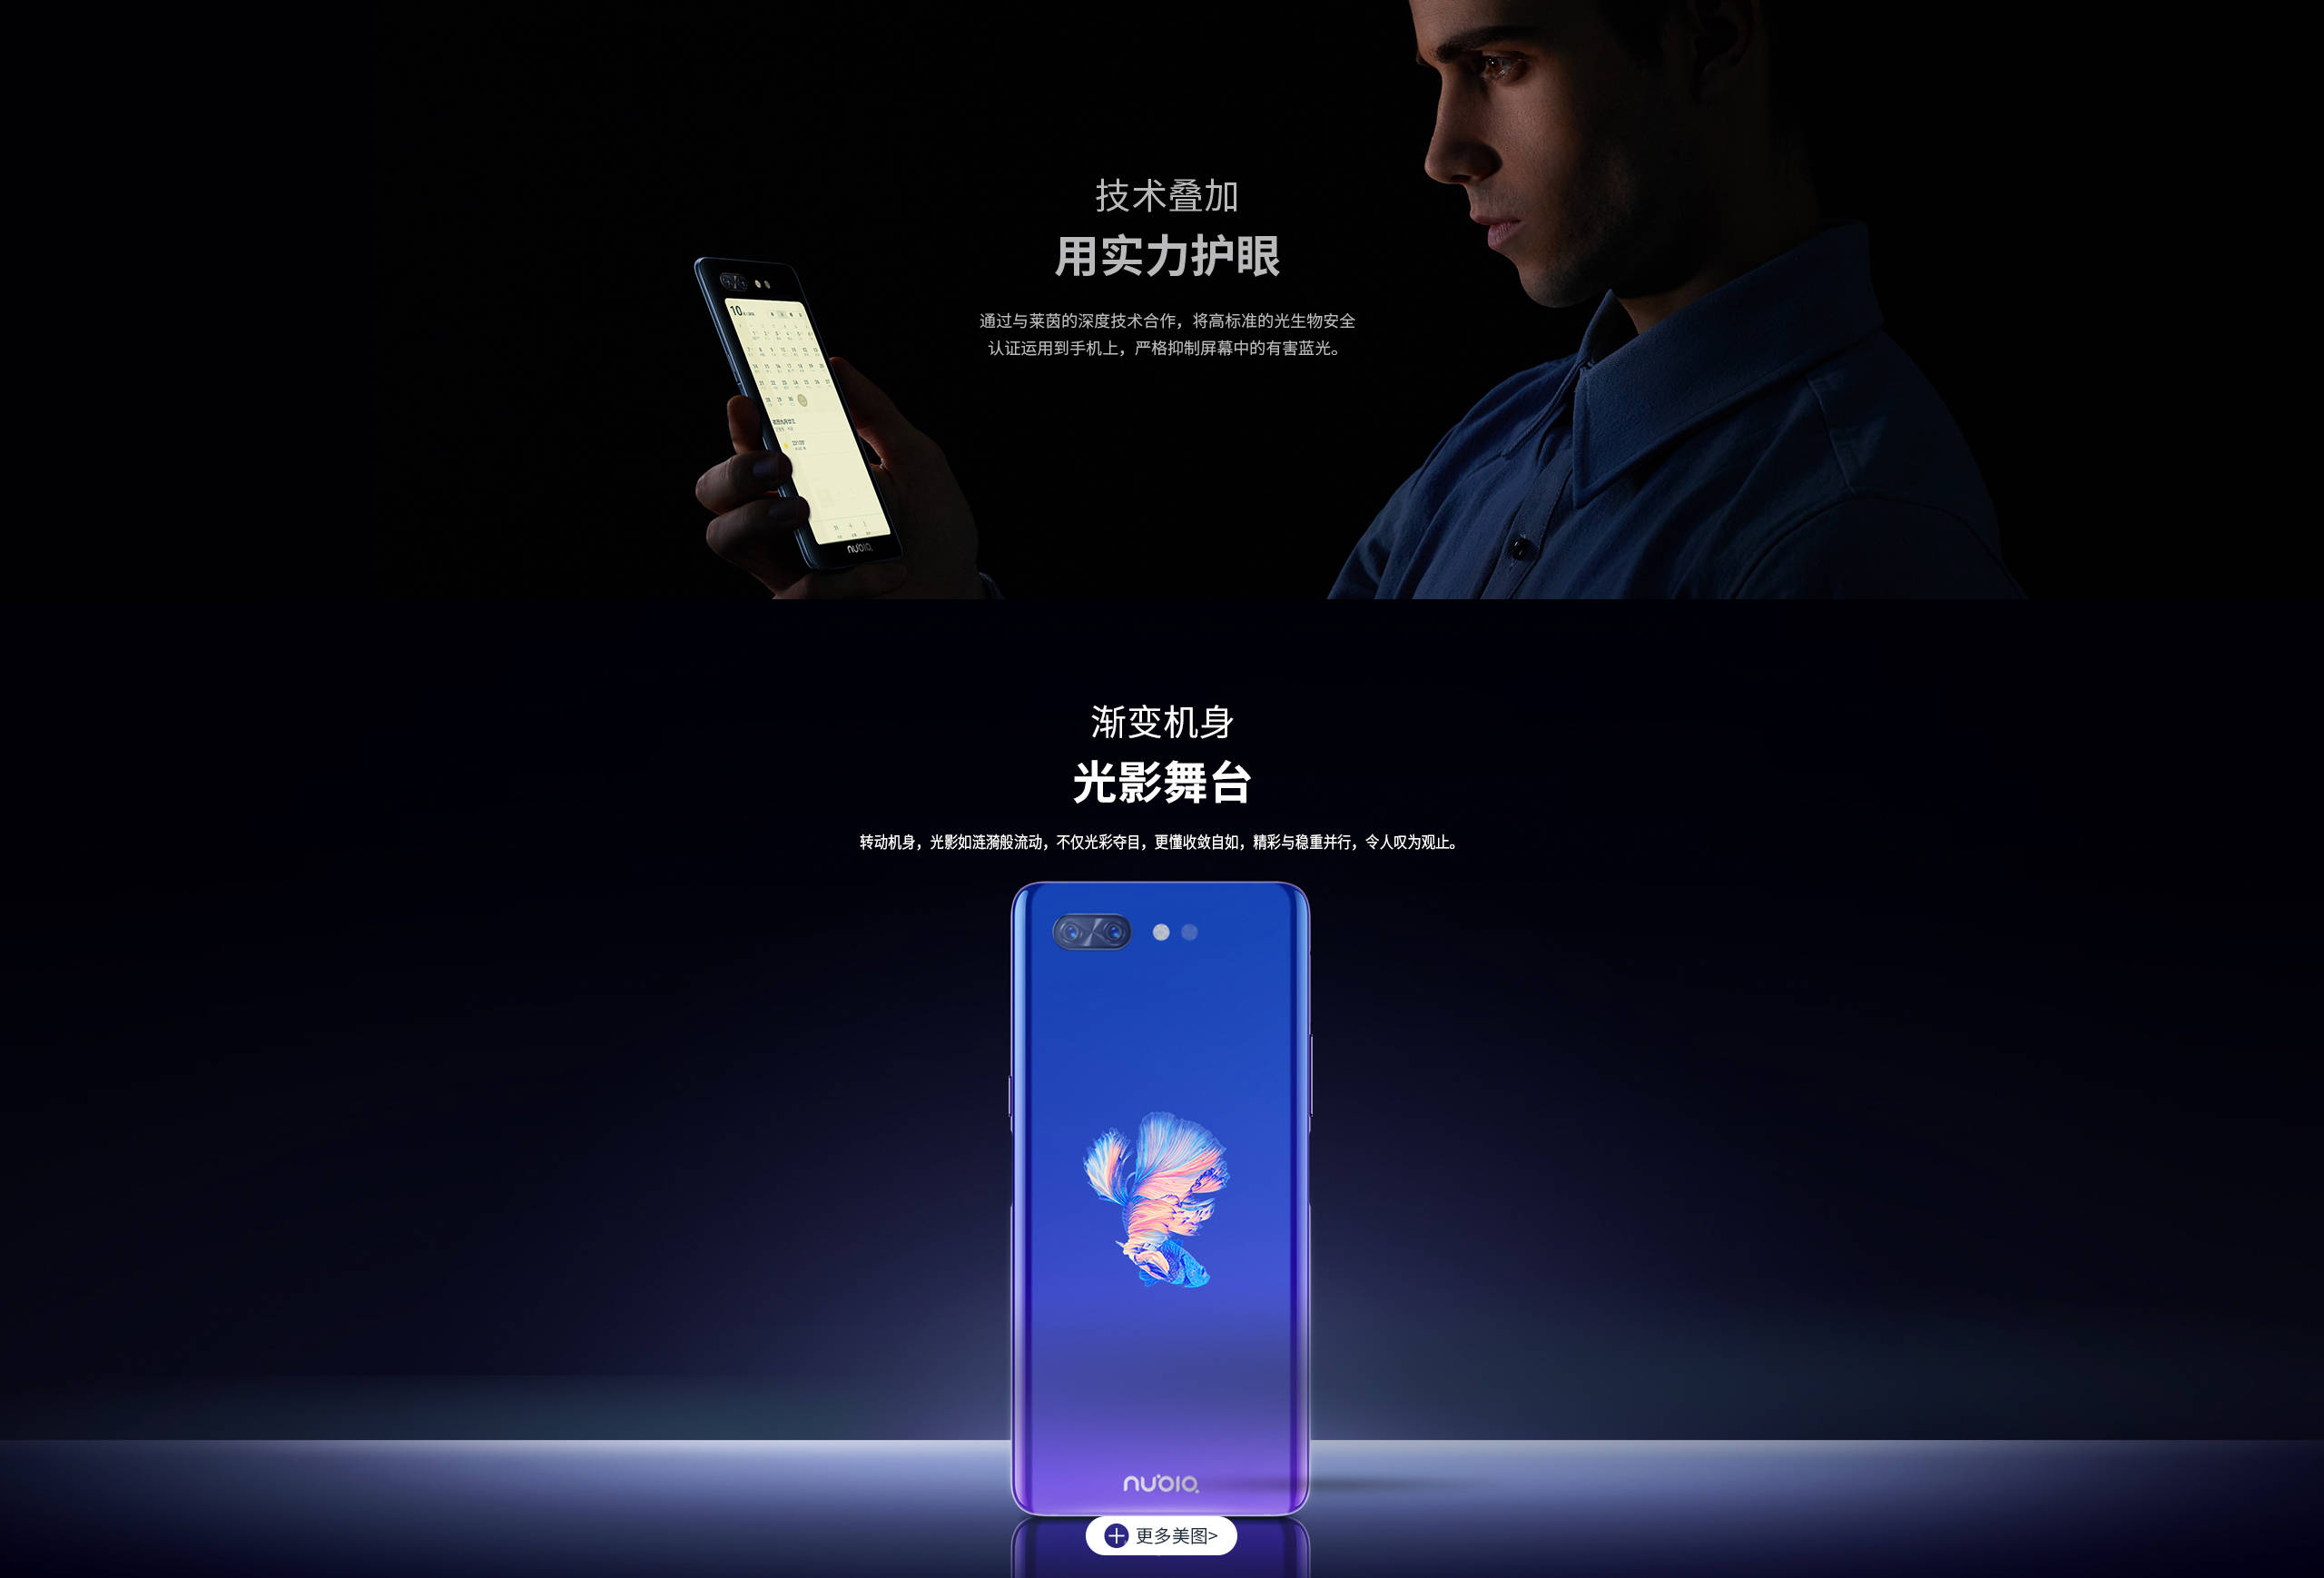 技术叠加
用实力护眼
通过与莱茵的深度技术合作，将高标准的光生物安全
认证运用到手机上，严格抑制屏幕中的有害蓝光。
10
nubia
渐变机身
光影舞台
转动机身，光影如涟漪般流动，不仅光彩夺目，更懂收敛自如，精彩与稳重并行，令人叹为观止。
nubia
更多美图>